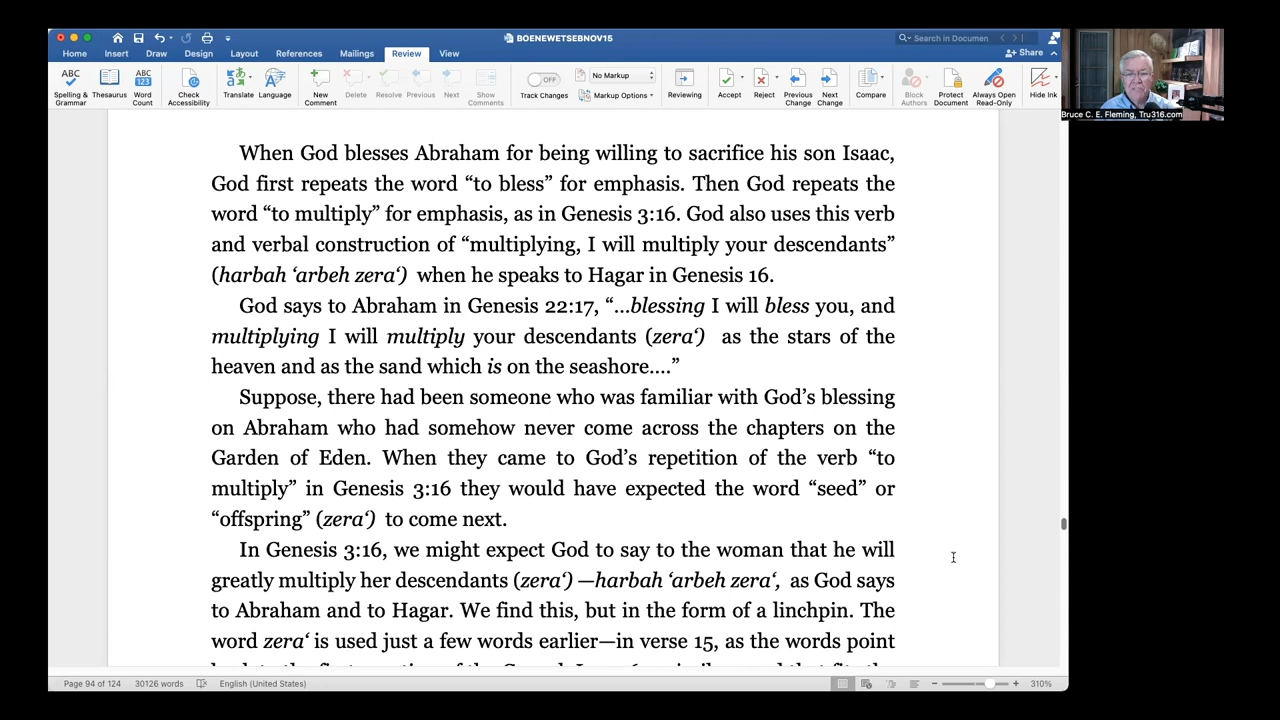 BOENEWETSEBNOV15
Search in Documen
Home Insert Draw Design Layout References Mailings Review View
Share
ABC
ABC
123
OFF
No Markup
Spelling & Grammar
Thesaurus
Word Count
Check Accessibility
Translate
Language
New Comment
Delete
Resolve
Previous
Next
Show Comments
Track Changes
Markup Options
Reviewing
Accept
Reject
Previous Change
Next Change
Compare
Block Authors
Protect Document
Always Open Read-Only
Hide Ink
Bruce C. E. Fleming, Tru316.com
When God blesses Abraham for being willing to sacrifice his son Isaac,
God first repeats the word “to bless” for emphasis. Then God repeats the
word “to multiply” for emphasis, as in Genesis 3:16. God also uses this verb
and verbal construction of “multiplying, I will multiply your descendants”
(harbah ‘arbeh zera‘) when he speaks to Hagar in Genesis 16.
God says to Abraham in Genesis 22:17, “…blessing I will bless you, and
multiplying I will multiply your descendants (zera‘) as the stars of the
heaven and as the sand which is on the seashore….”
Suppose, there had been someone who was familiar with God’s blessing
on Abraham who had somehow never come across the chapters on the
Garden of Eden. When they came to God’s repetition of the verb “to
multiply” in Genesis 3:16 they would have expected the word “seed” or
“offspring” (zera‘) to come next.
In Genesis 3:16, we might expect God to say to the woman that he will
greatly multiply her descendants (zera‘) —harbah ‘arbeh zera‘, as God says
to Abraham and to Hagar. We find this, but in the form of a linchpin. The
word zera‘ is used just a few words earlier—in verse 15, as the words point
Page 94 of 124 30126 words English (United States) 310%